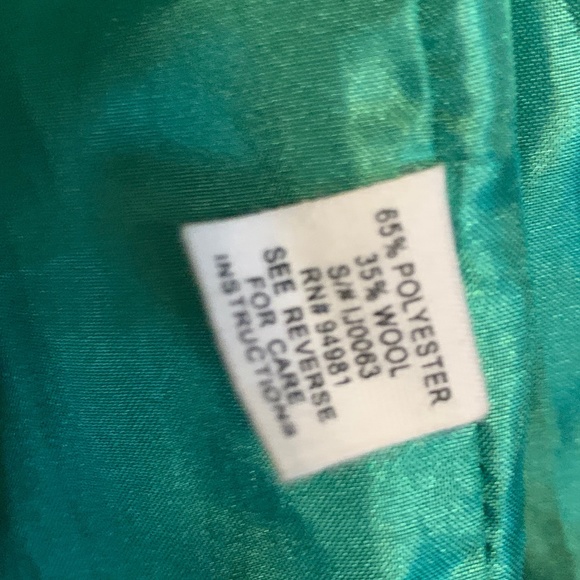 65% POLYESTER
35% WOOL
S/# IJ0063
RN# 94981
SEE REVERSE
FOR CARE
INSTRUCTIONS